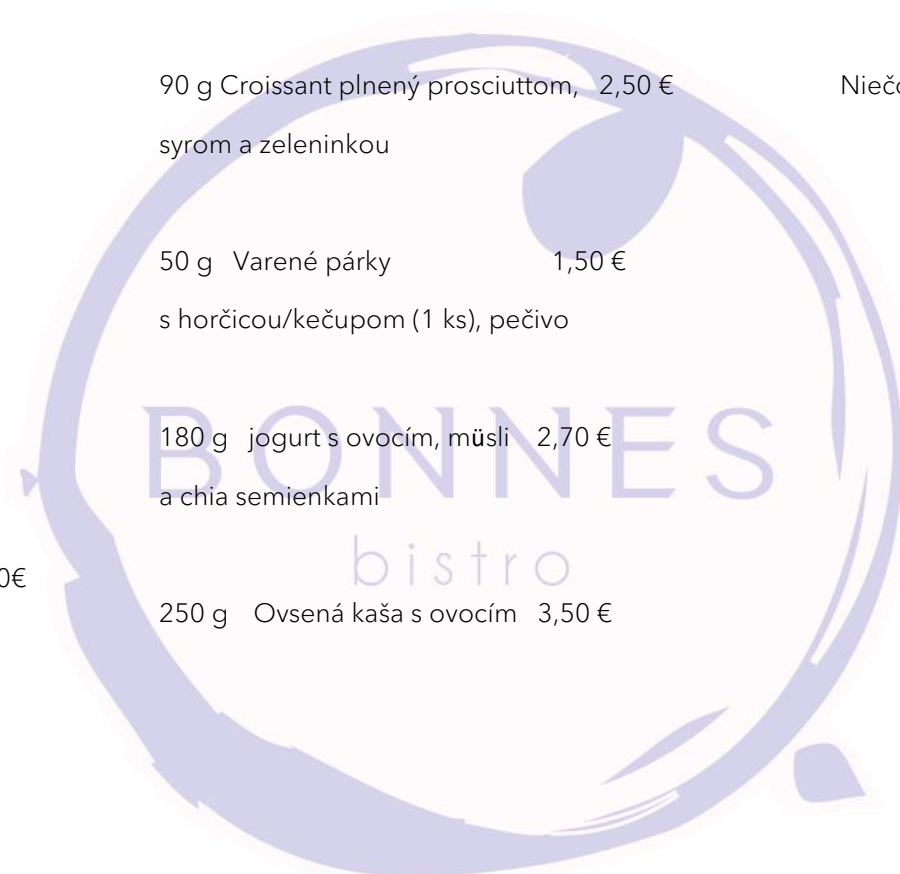 90 g Croissant plnený prosciuttom, 2,50 €
syrom a zeleninkou
50 g Varené párky 1,50 €
s horčicou/kečupom (1 ks), pečivo
180 g jogurt s ovocím, müsli 2,70 €
a chia semienkami
250 g Ovsená kaša s ovocím 3,50 €
BONNES
bistro
0€